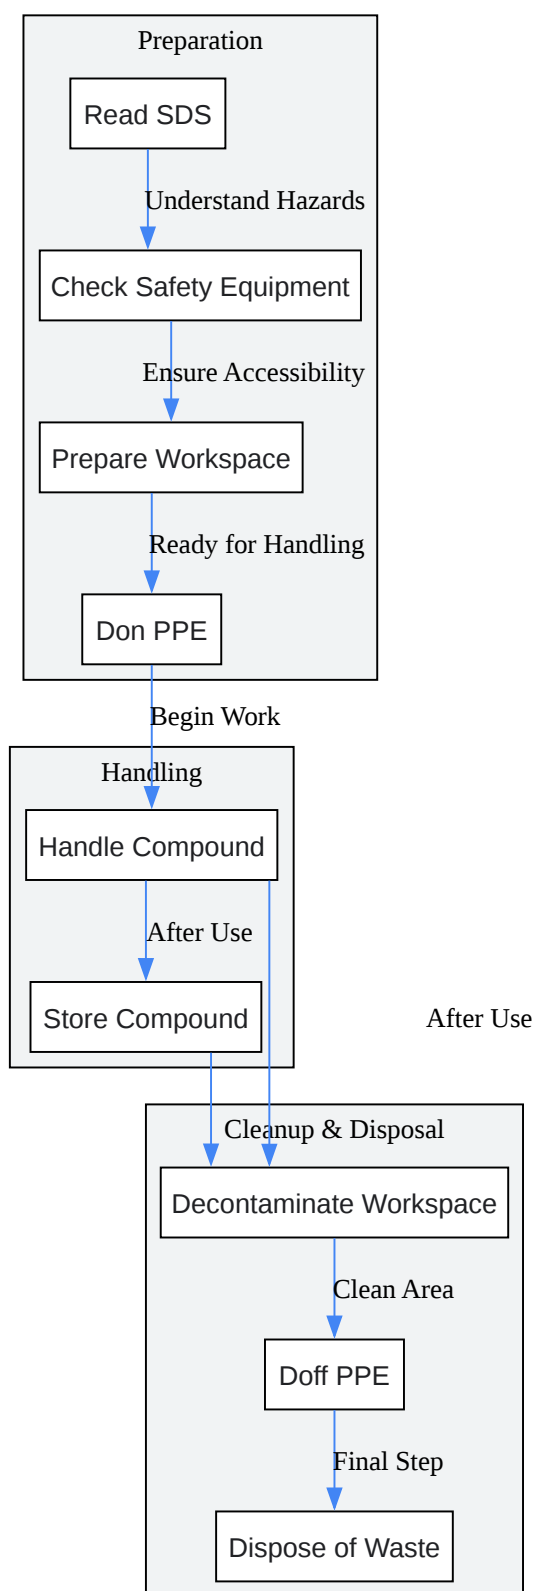 Preparation
Read SDS
Understand Hazards
Check Safety Equipment
Ensure Accessibility
Prepare Workspace
Ready for Handling
Don PPE
Begin Work
Handling
Handle Compound
After Use
Store Compound
After Use
Cleanup & Disposal
Decontaminate Workspace
Clean Area
Doff PPE
Final Step
Dispose of Waste